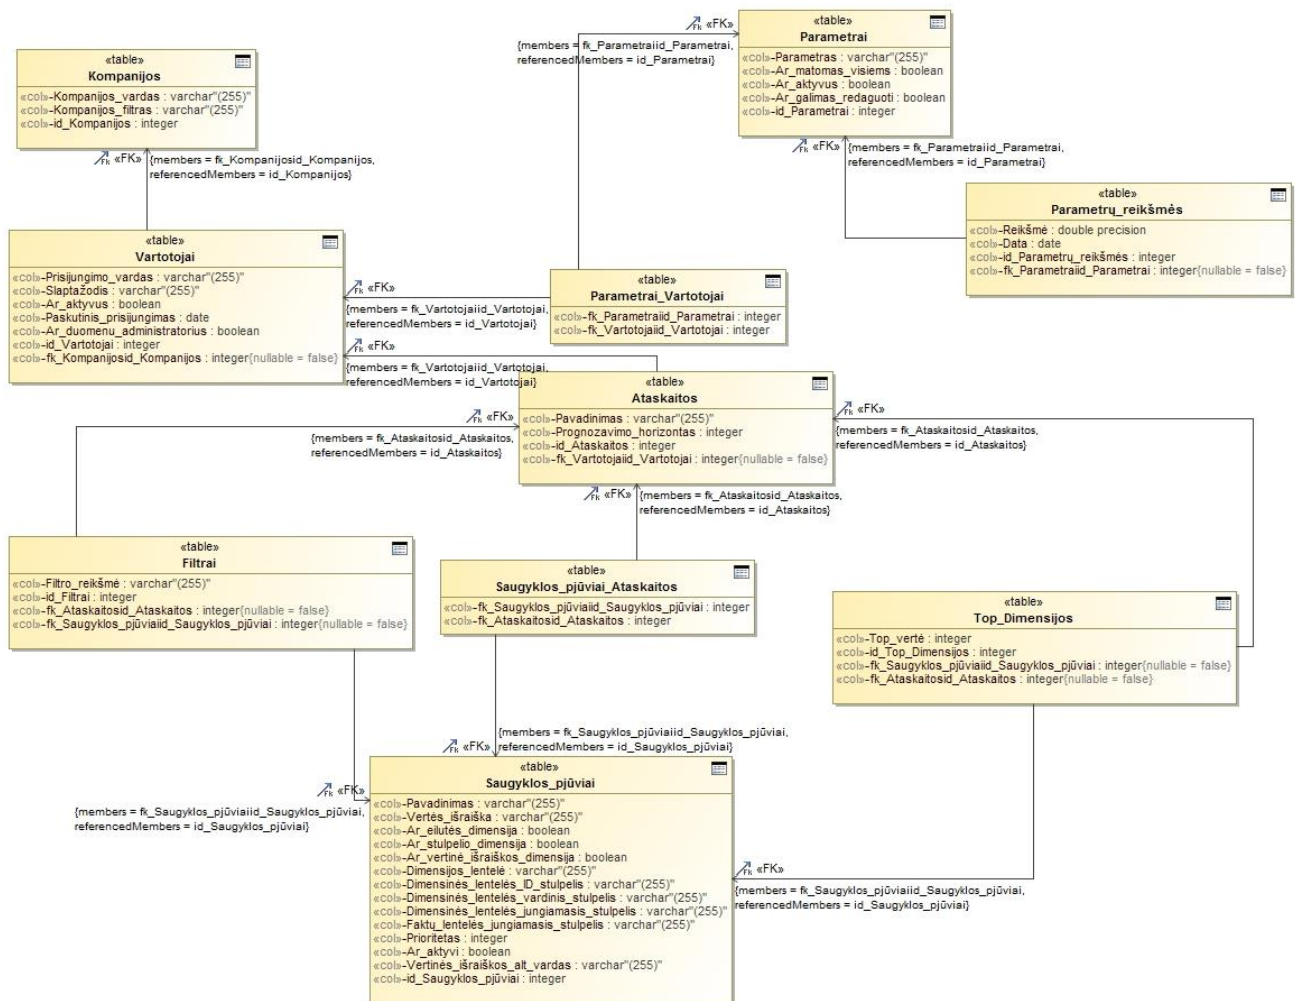 «table»
Kompanijos
«col»-Kompanijos_vardas : varchar"(255)"
«col»-Kompanijos_filtras : varchar"(255)"
«col»-id_Kompanijos : integer
Fk «FK»
{members = fk_Kompanijosid_Kompanijos,
referencedMembers = id_Kompanijos}
Fk «FK»
{members = fk_Parametraiid_Parametrai,
referencedMembers = id_Parametrai}
«table»
Parametrai
«col»-Parametras : varchar"(255)"
«col»-Ar_matomas_visiems : boolean
«col»-Ar_aktyvus : boolean
«col»-Ar_galimas_redaguoti : boolean
«col»-id_Parametrai : integer
Fk «FK»
{members = fk_Parametraiid_Parametrai,
referencedMembers = id_Parametrai}
«table»
Parametrų_reikšmės
«col»-Reikšmė : double precision
«col»-Data : date
«col»-id_Parametrų_reikšmės : integer
«col»-fk_Parametraiid_Parametrai : integer{nullable = false}
«table»
Vartotojai
«col»-Prisijungimo_vardas : varchar"(255)"
«col»-Slaptažodis : varchar"(255)"
«col»-Ar_aktyvus : boolean
«col»-Paskutinis_prisijungimas : date
«col»-Ar_duomenu_administratorius : boolean
«col»-id_Vartotojai : integer
«col»-fk_Kompanijosid_Kompanijos : integer{nullable = false}
Fk «FK»
{members = fk_Vartotojaiid_Vartotojai,
referencedMembers = id_Vartotojai}
«table»
Parametrai_Vartotojai
«col»-fk_Parametraiid_Parametrai : integer
«col»-fk_Vartotojaiid_Vartotojai : integer
Fk «FK»
{members = fk_Vartotojaiid_Vartotojai,
referencedMembers = id_Vartotojai}
«table»
Ataskaitos
«col»-Pavadinimas : varchar"(255)"
«col»-Prognozavimo_horizontas : integer
«col»-id_Ataskaitos : integer
«col»-fk_Vartotojaiid_Vartotojai : integer{nullable = false}
Fk «FK»
{members = fk_Ataskaitosid_Ataskaitos,
referencedMembers = id_Ataskaitos}
Fk «FK»
{members = fk_Ataskaitosid_Ataskaitos,
referencedMembers = id_Ataskaitos}
Fk «FK»
{members = fk_Ataskaitosid_Ataskaitos,
referencedMembers = id_Ataskaitos}
«table»
Filtrai
«col»-Filtro_reikšmė : varchar"(255)"
«col»-id_Filtrai : integer
«col»-fk_Ataskaitosid_Ataskaitos : integer{nullable = false}
«col»-fk_Saugyklos_pjūviaiid_Saugyklos_pjūviai : integer{nullable = false}
«table»
Saugyklos_pjūviai_Ataskaitos
«col»-fk_Saugyklos_pjūviaiid_Saugyklos_pjūviai : integer
«col»-fk_Ataskaitosid_Ataskaitos : integer
«table»
Top_Dimensijos
«col»-Top_vertė : integer
«col»-id_Top_Dimensijos : integer
«col»-fk_Saugyklos_pjūviaiid_Saugyklos_pjūviai : integer{nullable = false}
«col»-fk_Ataskaitosid_Ataskaitos : integer{nullable = false}
Fk «FK»
{members = fk_Saugyklos_pjūviaiid_Saugyklos_pjūviai,
referencedMembers = id_Saugyklos_pjūviai}
Fk «FK»
{members = fk_Saugyklos_pjūviaiid_Saugyklos_pjūviai,
referencedMembers = id_Saugyklos_pjūviai}
«table»
Saugyklos_pjūviai
«col»-Pavadinimas : varchar"(255)"
«col»-Vertės_išraiška : varchar"(255)"
«col»-Ar_eilutės_dimensija : boolean
«col»-Ar_stulpelio_dimensija : boolean
«col»-Ar_vertinė_išraiškos_dimensija : boolean
«col»-Dimensijos_lentelė : varchar"(255)"
«col»-Dimensinės_lentelės_ID_stulpelis : varchar"(255)"
«col»-Dimensinės_lentelės_vardinis_stulpelis : varchar"(255)"
«col»-Dimensinės_lentelės_jungiamasis_stulpelis : varchar"(255)"
«col»-Faktų_lentelės_jungiamasis_stulpelis : varchar"(255)"
«col»-Prioritetas : integer
«col»-Ar_aktyvi : boolean
«col»-Vertinės_išraiškos_alt_vardas : varchar"(255)"
«col»-id_Saugyklos_pjūviai : integer
Fk «FK»
{members = fk_Saugyklos_pjūviaiid_Saugyklos_pjūviai,
referencedMembers = id_Saugyklos_pjūviai}